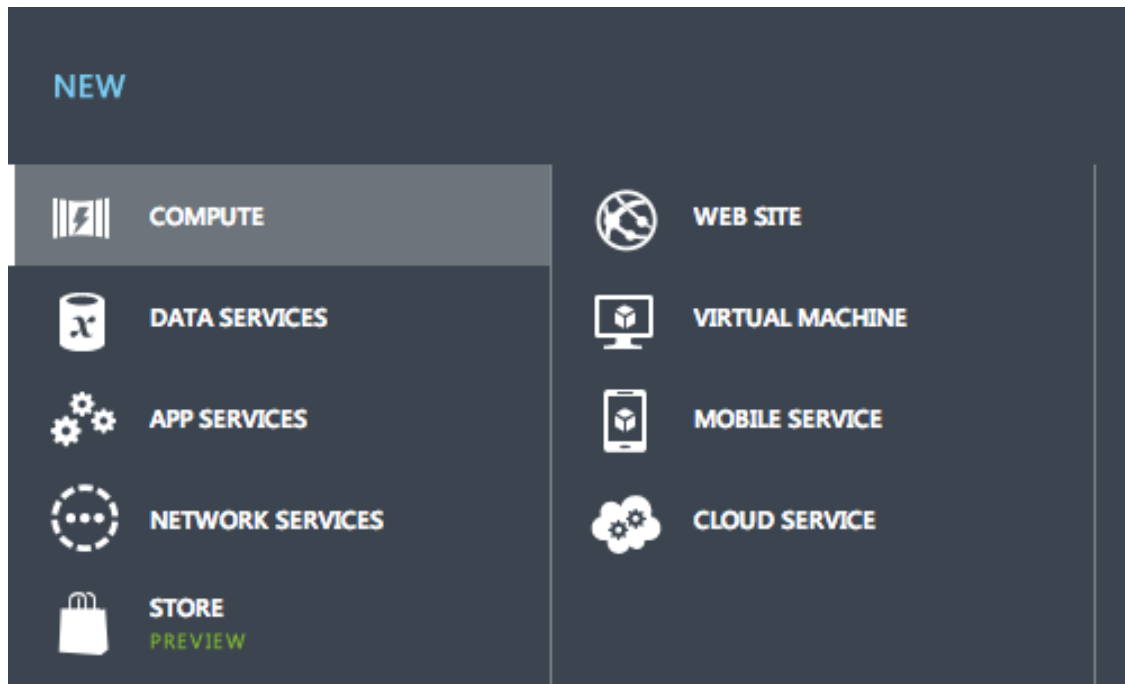 NEW
COMPUTE
DATA SERVICES
APP SERVICES
NETWORK SERVICES
STORE
PREVIEW
WEB SITE
VIRTUAL MACHINE
MOBILE SERVICE
CLOUD SERVICE